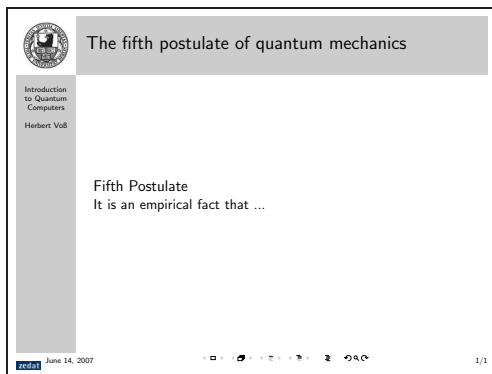 The fifth postulate of quantum mechanics
Introduction
to Quantum
Computers
Herbert Voß
Fifth Postulate
It is an empirical fact that ...
zedat
June 14, 2007
1/1